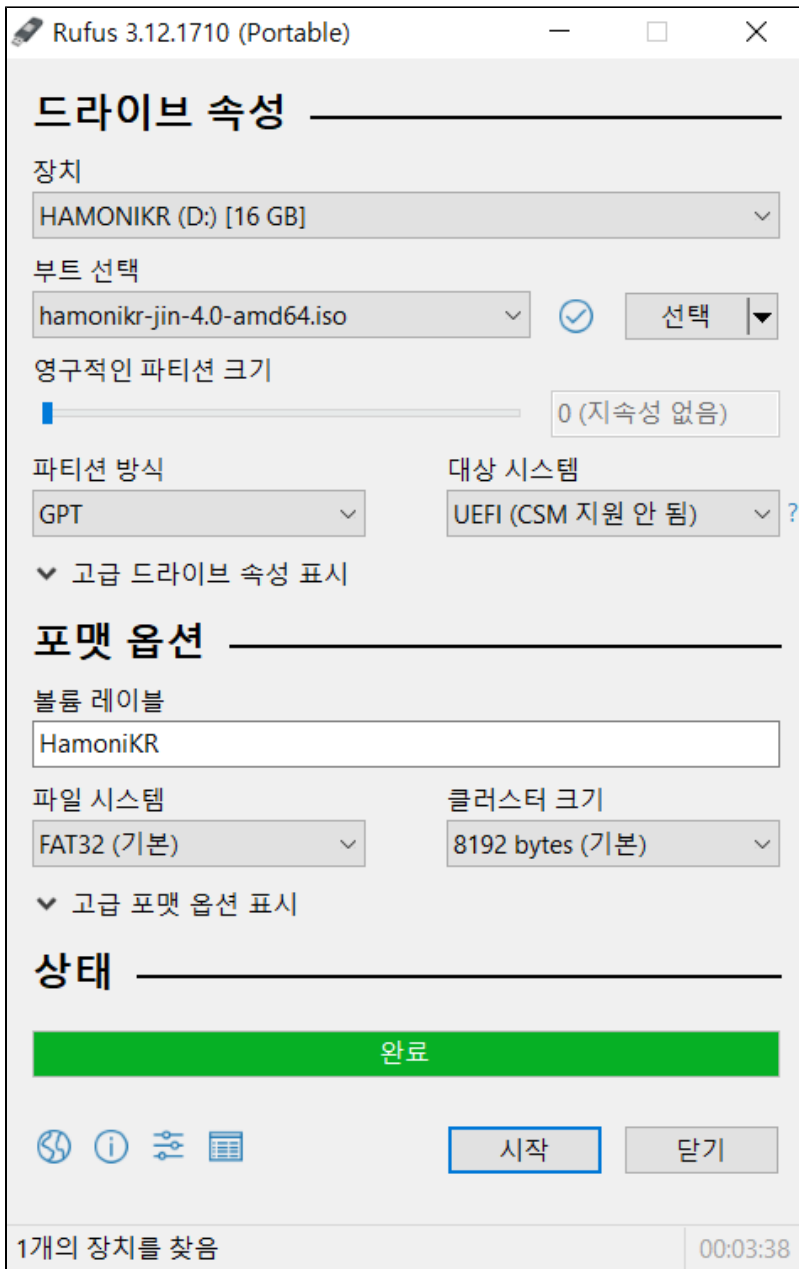 Rufus 3.12.1710 (Portable)
드라이브 속성
장치
HAMONIKR (D:) [16 GB]
부트 선택
hamonikr-jin-4.0-amd64.iso
선택
영구적인 파티션 크기
0 (지속성 없음)
파티션 방식
대상 시스템
GPT
UEFI (CSM 지원 안 됨)
?
고급 드라이브 속성 표시
포맷 옵션
볼륨 레이블
HamoniKR
파일 시스템
클러스터 크기
FAT32 (기본)
8192 bytes (기본)
고급 포맷 옵션 표시
상태
완료
시작
닫기
1개의 장치를 찾음
00:03:38